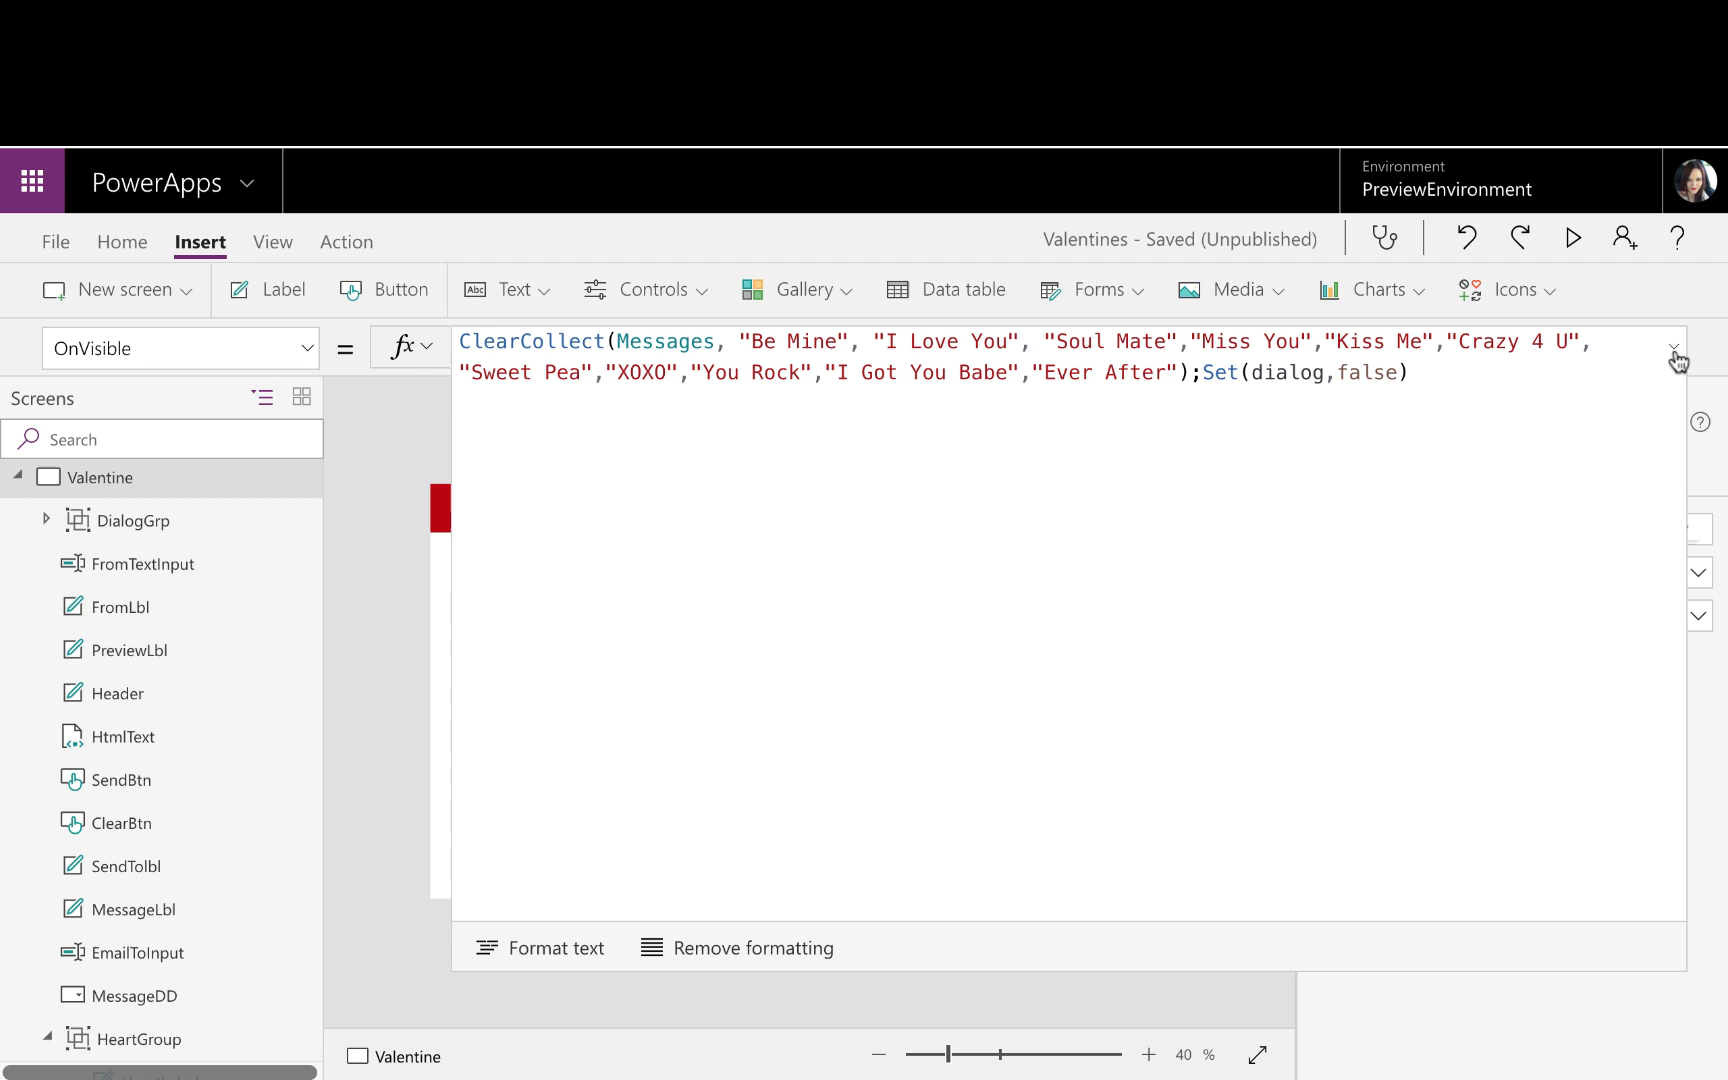 PowerApps
Environment
PreviewEnvironment
File Home Insert View Action
Valentines - Saved (Unpublished)
?
New screen Label Button Abc Text Controls Gallery Data table Forms Media Charts Icons
OnVisible = fx
ClearCollect(Messages, "Be Mine", "I Love You", "Soul Mate","Miss You","Kiss Me","Crazy 4 U",
"Sweet Pea","XOXO","You Rock","I Got You Babe","Ever After");Set(dialog,false)
Screens
?
Search
Valentine
DialogGrp
FromTextInput
FromLbl
PreviewLbl
Header
HtmlText
SendBtn
ClearBtn
SendTolbl
MessageLbl
EmailToInput
MessageDD
HeartGroup
Format text Remove formatting
Valentine
40 %